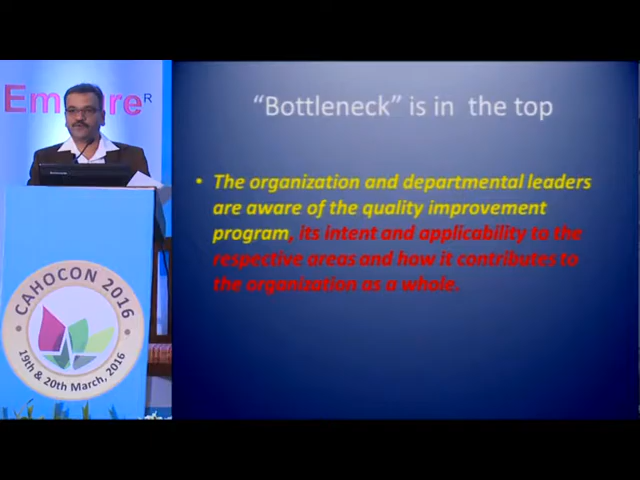 “Bottleneck” is in the top
• The organization and departmental leaders
are aware of the quality improvement
program, its intent and applicability to the
respective areas and how it contributes to
the organization as a whole.
R
CAHOCON 2016
19th & 20th March, 2016